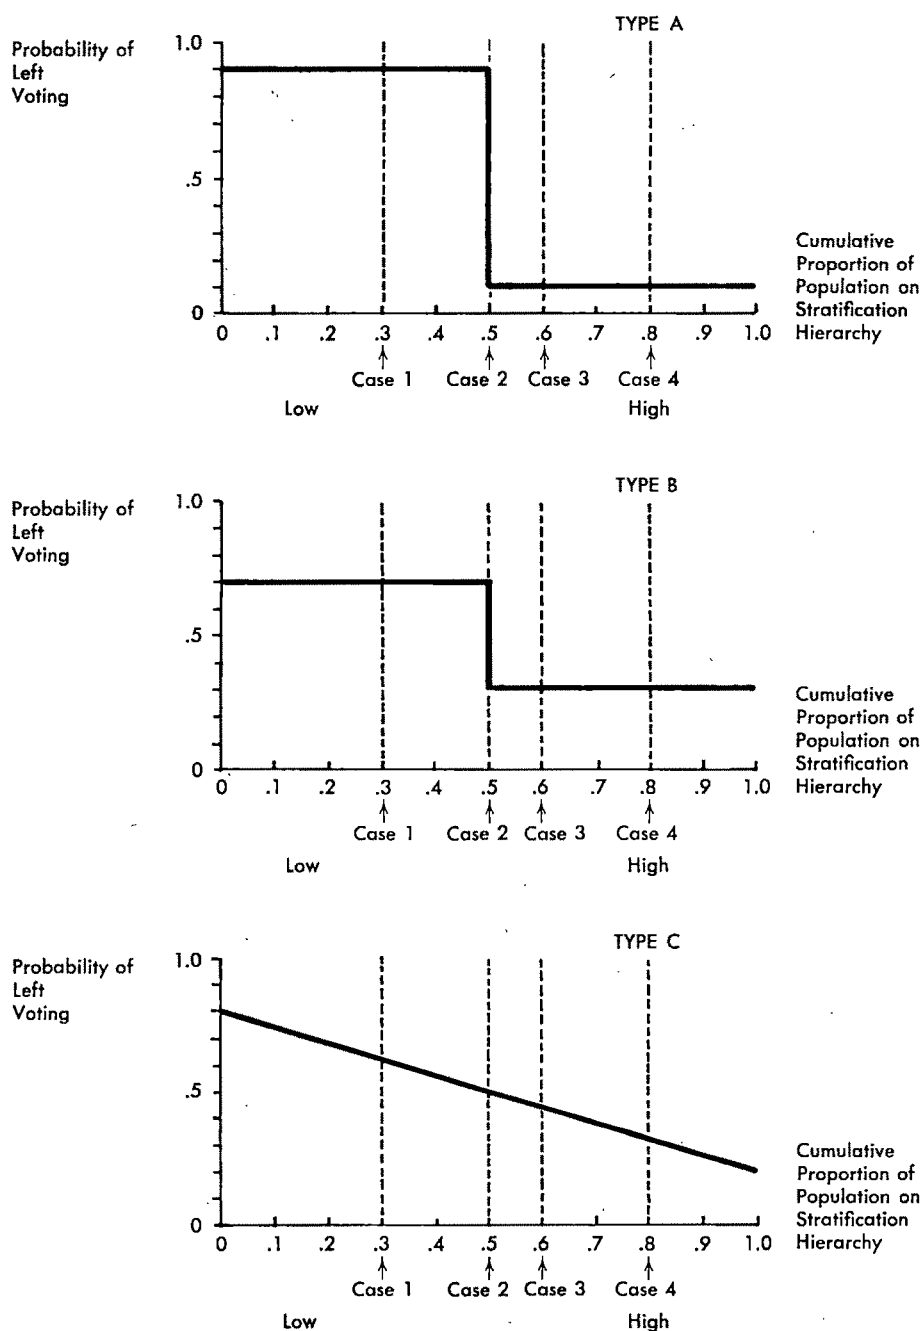 TYPE A
Probability of
Left
Voting
1.0
.5
0
0 .1 .2 .3 .4 .5 .6 .7 .8 .9 1.0
Cumulative
Proportion of
Population on
Stratification
Hierarchy
Case 1 Case 2 Case 3 Case 4
Low High
TYPE B
Probability of
Left
Voting
1.0
.5
0
0 .1 .2 .3 .4 .5 .6 .7 .8 .9 1.0
Cumulative
Proportion of
Population on
Stratification
Hierarchy
Case 1 Case 2 Case 3 Case 4
Low High
TYPE C
Probability of
Left
Voting
1.0
.5
0
0 .1 .2 .3 .4 .5 .6 .7 .8 .9 1.0
Cumulative
Proportion of
Population on
Stratification
Hierarchy
Case 1 Case 2 Case 3 Case 4
Low High